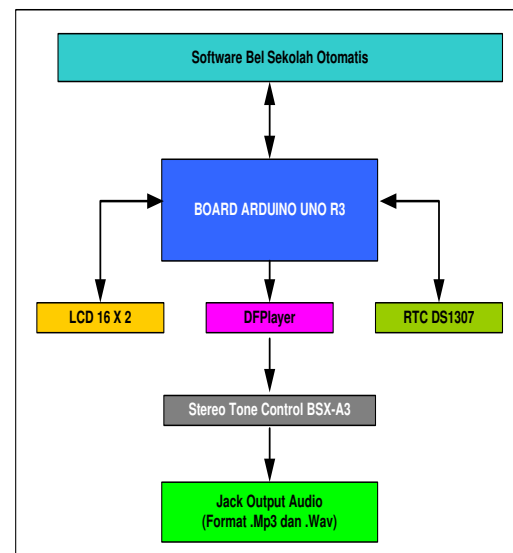 Software Bel Sekolah Otomatis
BOARD ARDUINO UNO R3
LCD 16 X 2
DFPlayer
RTC DS1307
Stereo Tone Control BSX-A3
Jack Output Audio
(Format .Mp3 dan .Wav)